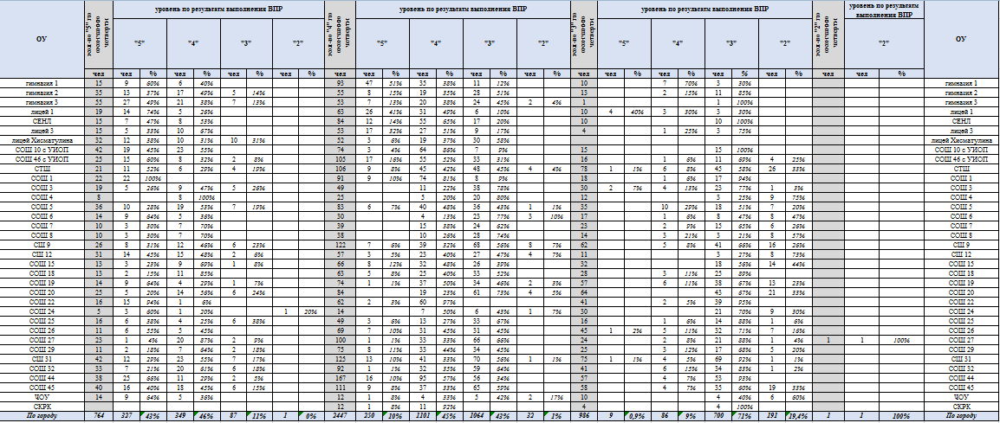 ОУ кол-во "5" по окончанию четверти уровень по результатам выполнения ВПР кол-во "4" по окончанию четверти уровень по результатам выполнения ВПР кол-во "3" по окончанию четверти уровень по результатам выполнения ВПР кол-во "2" по окончанию четверти уровень по результатам выполнения ВПР ОУ
"5" "4" "3" "2" "5" "4" "3" "2" "5" "4" "3" "2" "2"
чел чел % чел % чел % чел % чел чел % чел % чел % чел % чел чел % чел % чел % чел % чел чел %
гимназия 1 15 9 60% 6 40% 93 47 51% 35 38% 11 12% 10 7 70% 3 30% гимназия 1
гимназия 2 35 13 37% 17 49% 5 14% 55 8 15% 19 35% 28 51% 13 2 15% 11 85% гимназия 2
гимназия 3 55 27 49% 21 38% 7 13% 53 7 13% 20 38% 24 45% 2 4% 1 1 100% гимназия 3
лицей 1 19 14 74% 5 26% 63 26 41% 31 49% 6 10% 10 4 40% 3 30% 3 30% лицей 1
СЕНЛ 15 7 47% 8 53% 84 12 14% 55 65% 17 20% 10 10 100% СЕНЛ
лицей 3 15 5 33% 10 67% 53 17 32% 27 51% 9 17% 4 1 25% 3 75% лицей 3
лицей Хисматулина 32 12 38% 10 31% 10 31% 52 3 6% 19 37% 30 58% лицей Хисматулина
СОШ 10 с УИОП 42 19 45% 23 55% 74 3 4% 64 86% 7 9% 15 15 100% СОШ 10 с УИОП
СОШ 46 с УИОП 25 15 60% 8 32% 2 8% 105 17 16% 55 52% 33 31% 16 1 6% 11 69% 4 25% СОШ 46 с УИОП
СТШ 21 11 52% 6 29% 4 19% 106 9 8% 45 42% 48 45% 4 4% 78 1 1% 6 8% 45 58% 26 33% СТШ
СОШ 1 22 22 100% 91 9 10% 74 81% 8 9% 18 1 6% 17 94% СОШ 1
СОШ 3 19 5 26% 9 47% 5 26% 49 11 22% 38 78% 30 2 7% 4 13% 23 77% 1 3% СОШ 3
СОШ 4 8 8 100% 25 5 20% 20 80% 12 3 25% 9 75% СОШ 4
СОШ 5 36 10 28% 19 53% 7 19% 83 6 7% 40 48% 36 43% 1 1% 35 10 29% 18 51% 7 20% СОШ 5
СОШ 6 14 9 64% 5 36% 30 4 13% 23 77% 3 10% 17 1 6% 8 47% 8 47% СОШ 6
СОШ 7 10 3 30% 7 70% 39 15 38% 24 62% 23 2 9% 15 65% 6 26% СОШ 7
СОШ 8 10 3 30% 7 70% 38 10 26% 28 74% 14 3 21% 3 21% 8 57% СОШ 8
СШ 9 26 8 31% 12 46% 6 23% 122 7 6% 39 32% 68 56% 8 7% 62 5 8% 41 66% 16 26% СШ 9
СШ 12 31 14 45% 15 48% 2 6% 57 3 5% 23 40% 27 47% 4 7% 11 3 27% 8 73% СШ 12
СОШ 15 13 3 23% 9 69% 1 8% 66 8 12% 32 48% 26 39% 32 18 56% 14 44% СОШ 15
СОШ 18 13 2 15% 11 85% 63 5 8% 25 40% 33 52% 28 3 11% 25 89% СОШ 18
СОШ 19 14 9 64% 4 29% 1 7% 74 1 1% 37 50% 34 46% 2 3% 57 6 11% 38 67% 13 23% СОШ 19
СОШ 20 25 5 20% 14 56% 6 24% 84 19 23% 61 73% 4 5% 64 43 67% 21 33% СОШ 20
СОШ 22 16 15 94% 1 6% 62 2 3% 60 97% 41 2 5% 39 95% СОШ 22
СОШ 24 5 3 60% 1 20% 1 20% 14 7 50% 6 43% 1 7% 30 21 70% 9 30% СОШ 24
СОШ 25 16 6 38% 4 25% 6 38% 49 3 6% 13 27% 33 67% 16 1 6% 14 88% 1 6% СОШ 25
СОШ 26 11 6 55% 5 45% 69 7 10% 31 45% 31 45% 45 1 2% 5 11% 32 71% 7 16% СОШ 26
СОШ 27 23 1 4% 20 87% 2 9% 100 1 1% 33 33% 66 66% 24 2 8% 21 88% 1 4% 1 1 100% СОШ 27
СОШ 29 11 2 18% 7 64% 2 18% 75 8 11% 33 44% 34 45% 25 3 12% 17 68% 5 20% СОШ 29
СШ 31 42 12 29% 23 55% 7 17% 125 13 10% 41 33% 70 56% 1 1% 75 1 1% 4 5% 69 92% 1 1% СШ 31
СОШ 32 33 7 21% 20 61% 6 18% 92 1 1% 32 35% 59 64% 41 6 15% 34 83% 1 2% СОШ 32
СОШ 44 38 25 66% 11 29% 2 5% 167 16 10% 95 57% 56 34% 57 4 7% 53 93% СОШ 44
СОШ 45 40 16 40% 18 45% 6 15% 111 9 8% 37 33% 65 59% 58 4 7% 35 60% 19 33% СОШ 45
ЧОУ 14 9 64% 5 36% 12 1 8% 4 33% 5 42% 2 17% 10 4 40% 6 60% ЧОУ
СКРК 12 1 8% 11 92% 4 4 100% СКРК
По городу 764 327 43% 349 46% 87 11% 1 0% 2447 250 10% 1101 45% 1064 43% 32 1% 986 9 0,9% 86 9% 700 71% 191 19,4% 1 1 100% По городу